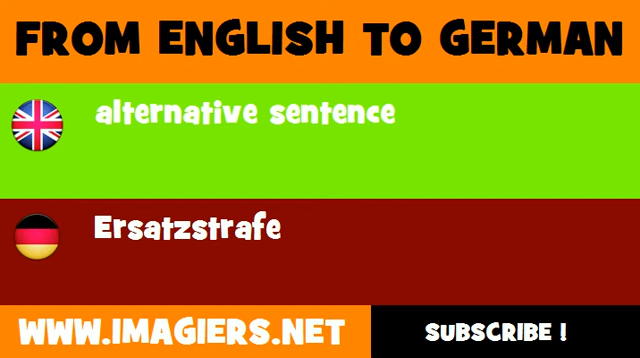 FROM ENGLISH TO GERMAN
alternative sentence
Ersatzstrafe
WWW.IMAGIERS.NET
SUBSCRIBE !